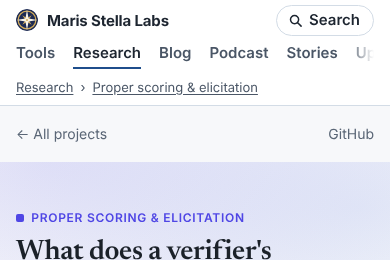 Maris Stella Labs
Search
Tools Research Blog Podcast Stories Up
Research › Proper scoring & elicitation
← All projects
GitHub
PROPER SCORING & ELICITATION
What does a verifier's